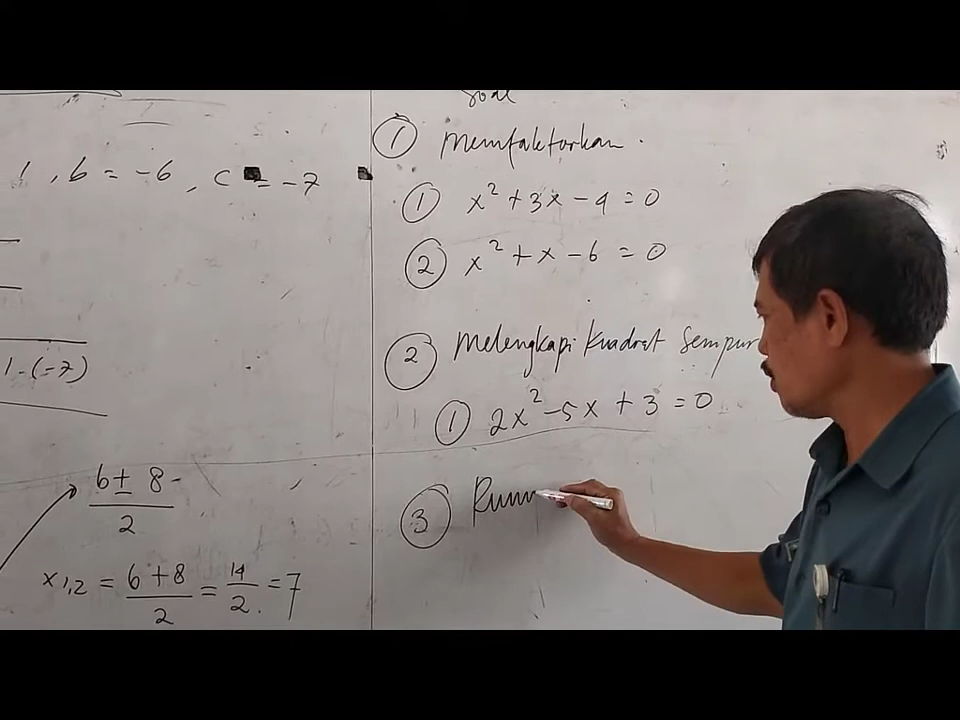 1 , b = -6 , c = -7
1 . (-7)
6 ± 8
2
x 1,2 = 6 + 8 / 2 = 14 / 2 = 7
Soal
① Memfaktorkan .
① x² + 3x - 4 = 0
② x² + x - 6 = 0
② Melengkapi Kuadrat Sempur
① 2x² - 5x + 3 = 0
③ Rum